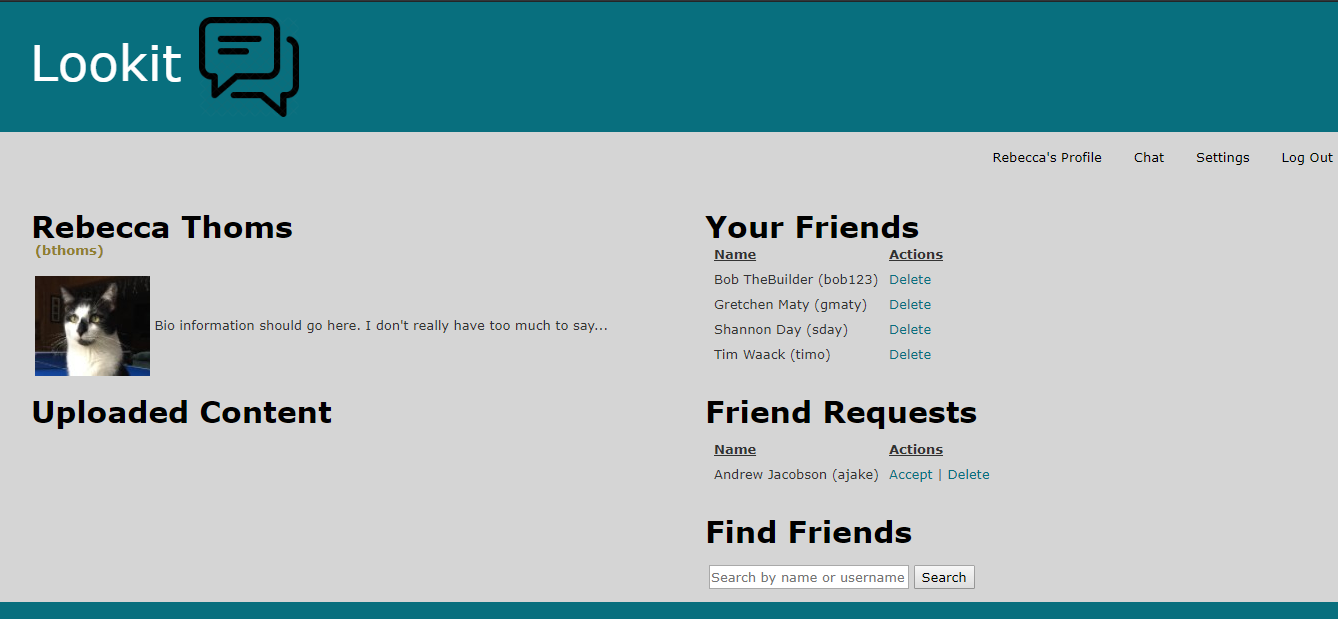 Lookit
Rebecca's Profile Chat Settings Log Out
Rebecca Thoms
(bthoms)
Bio information should go here. I don't really have too much to say...
Uploaded Content
Your Friends
Name Actions
Bob TheBuilder (bob123) Delete
Gretchen Maty (gmaty) Delete
Shannon Day (sday) Delete
Tim Waack (timo) Delete
Friend Requests
Name Actions
Andrew Jacobson (ajake) Accept | Delete
Find Friends
Search by name or username Search